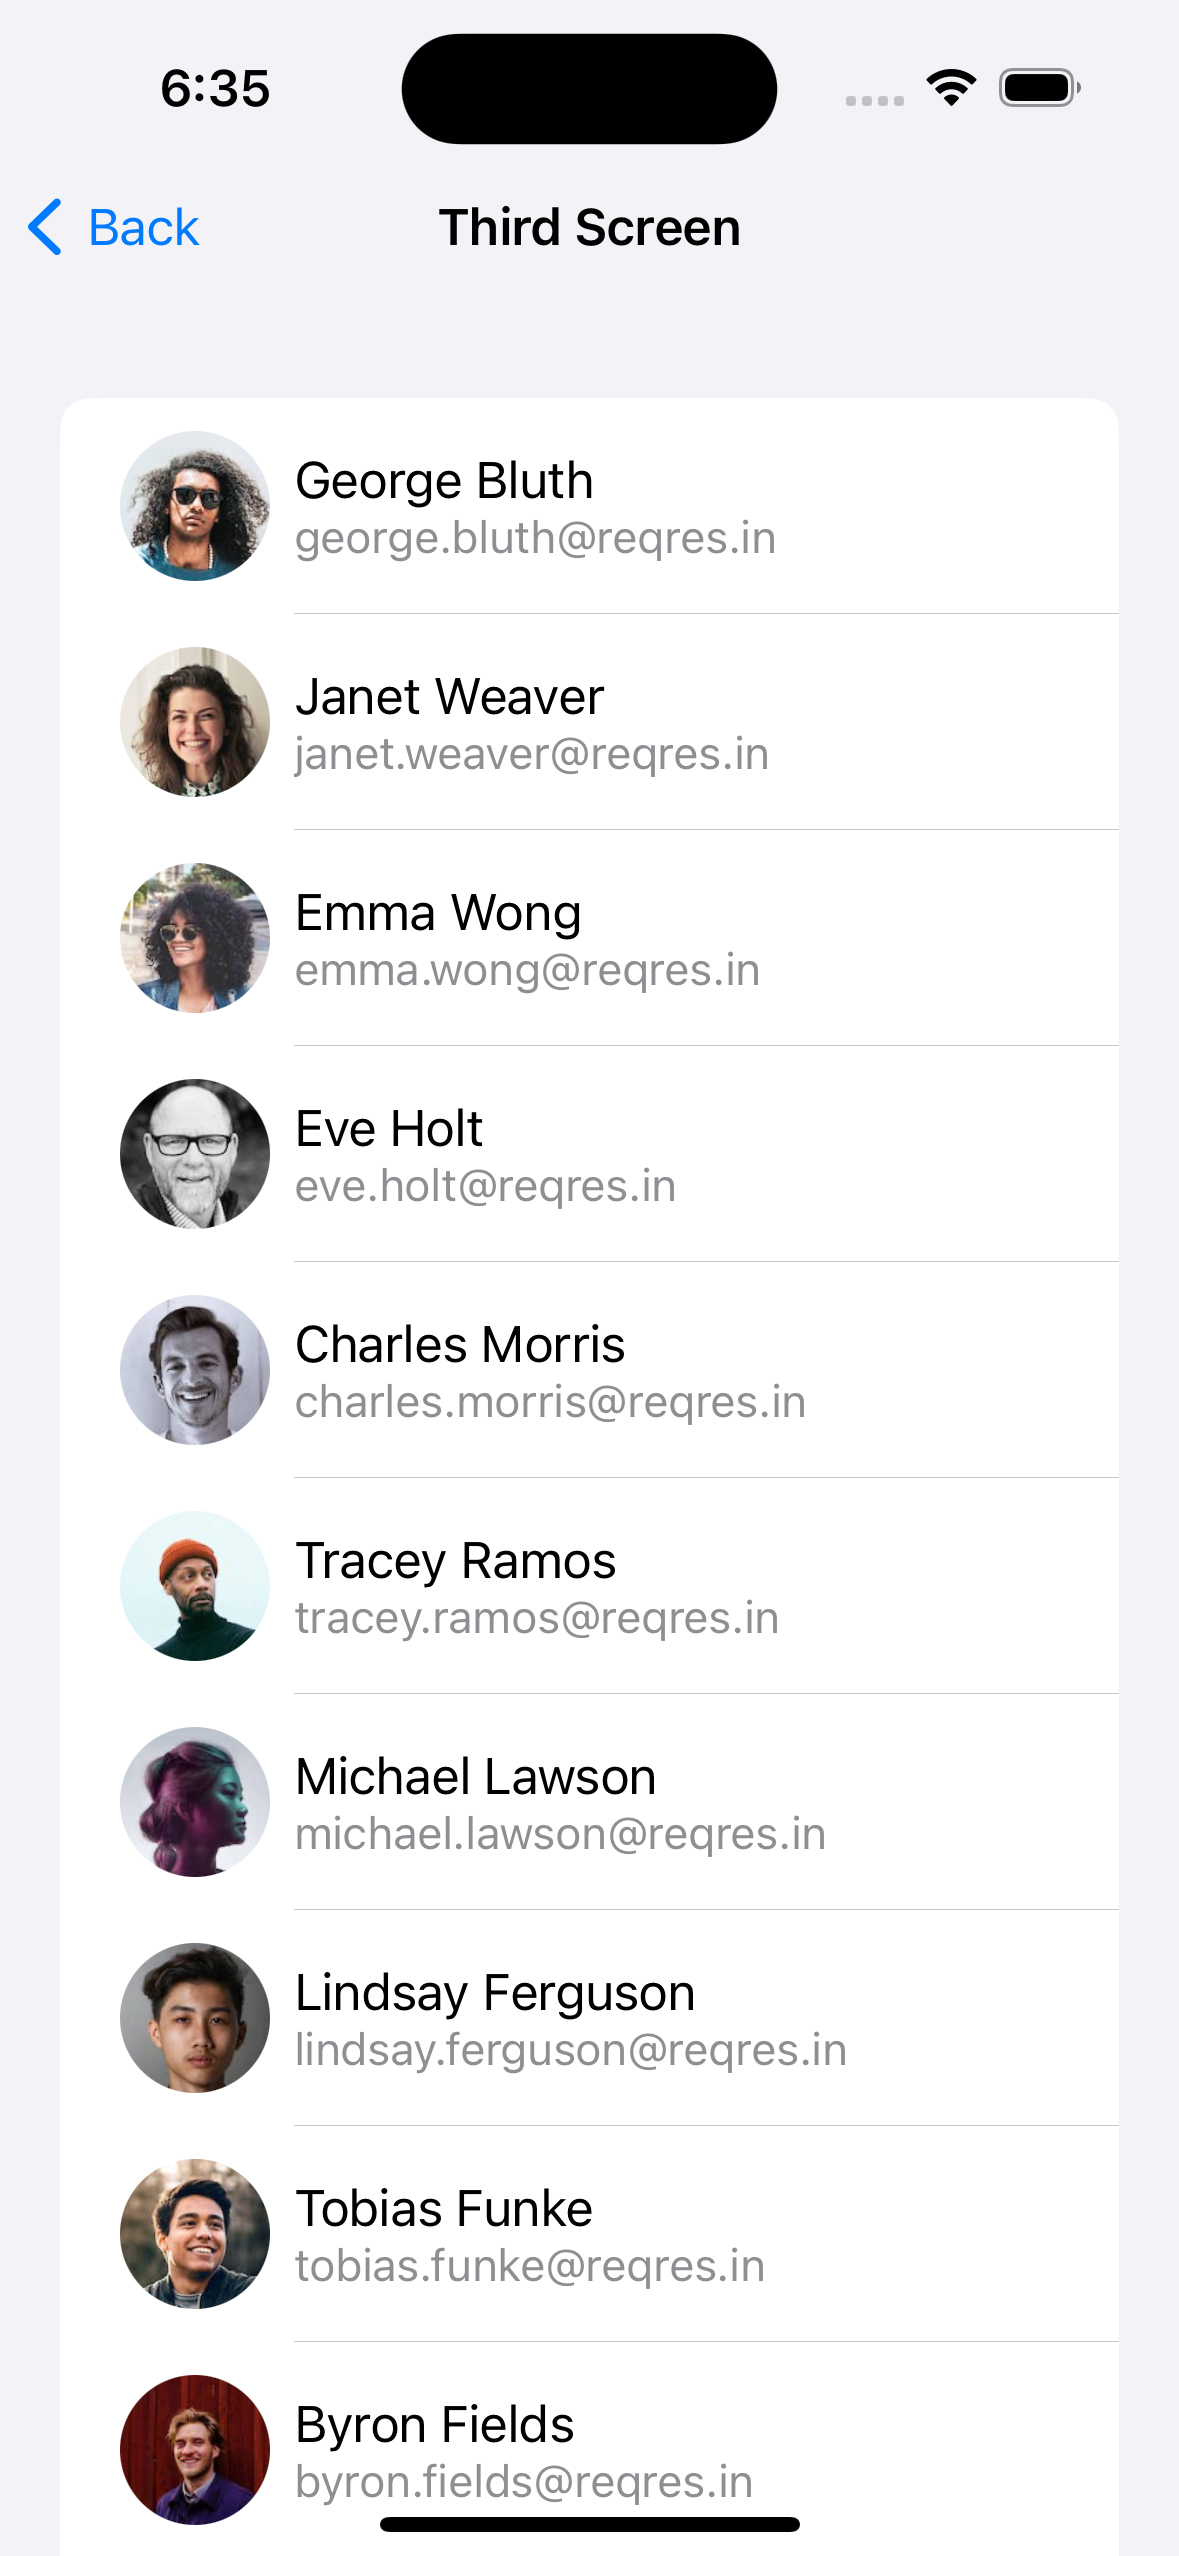 6:35
Back
Third Screen
George Bluth
george.bluth@reqres.in
Janet Weaver
janet.weaver@reqres.in
Emma Wong
emma.wong@reqres.in
Eve Holt
eve.holt@reqres.in
Charles Morris
charles.morris@reqres.in
Tracey Ramos
tracey.ramos@reqres.in
Michael Lawson
michael.lawson@reqres.in
Lindsay Ferguson
lindsay.ferguson@reqres.in
Tobias Funke
tobias.funke@reqres.in
Byron Fields
byron.fields@reqres.in